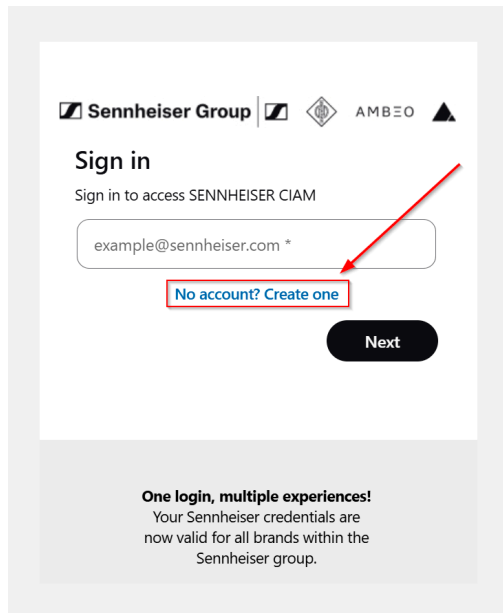 Sennheiser Group AMBEO
Sign in
Sign in to access SENNHEISER CIAM
example@sennheiser.com *
No account? Create one
Next
One login, multiple experiences!
Your Sennheiser credentials are
now valid for all brands within the
Sennheiser group.